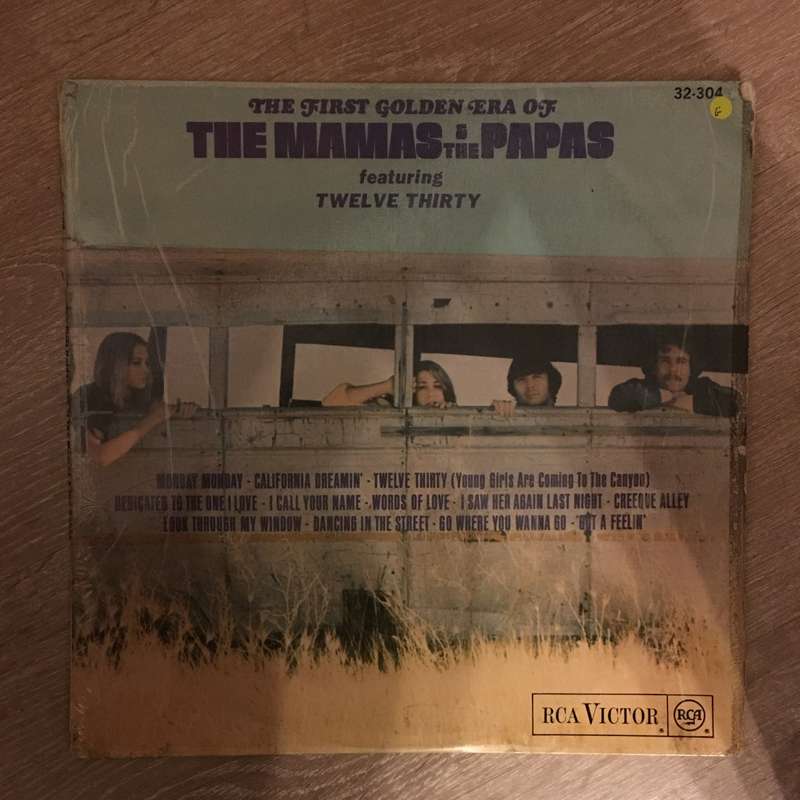 32-304
G
THE FIRST GOLDEN ERA OF
THE MAMAS & THE PAPAS
featuring
TWELVE THIRTY
MONDAY MONDAY - CALIFORNIA DREAMIN' - TWELVE THIRTY (Young Girls Are Coming To The Canyon)
DEDICATED TO THE ONE I LOVE - I CALL YOUR NAME - WORDS OF LOVE - I SAW HER AGAIN LAST NIGHT - CREEQUE ALLEY
LOOK THROUGH MY WINDOW - DANCING IN THE STREET - GO WHERE YOU WANNA GO - GOT A FEELIN'
RCA VICTOR RCA